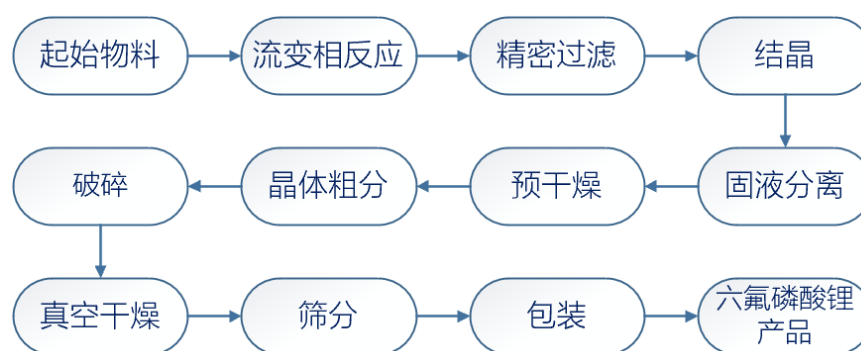 起始物料
流变相反应
精密过滤
结晶
固液分离
预干燥
晶体粗分
破碎
真空干燥
筛分
包装
六氟磷酸锂
产品